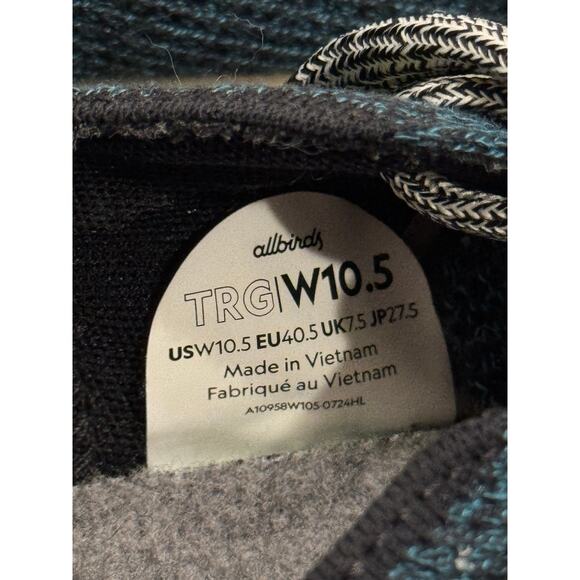 allbirds
TRG|W10.5
USW10.5 EU40.5 UK7.5 JP27.5
Made in Vietnam
Fabriqué au Vietnam
A10958W105 0724HL